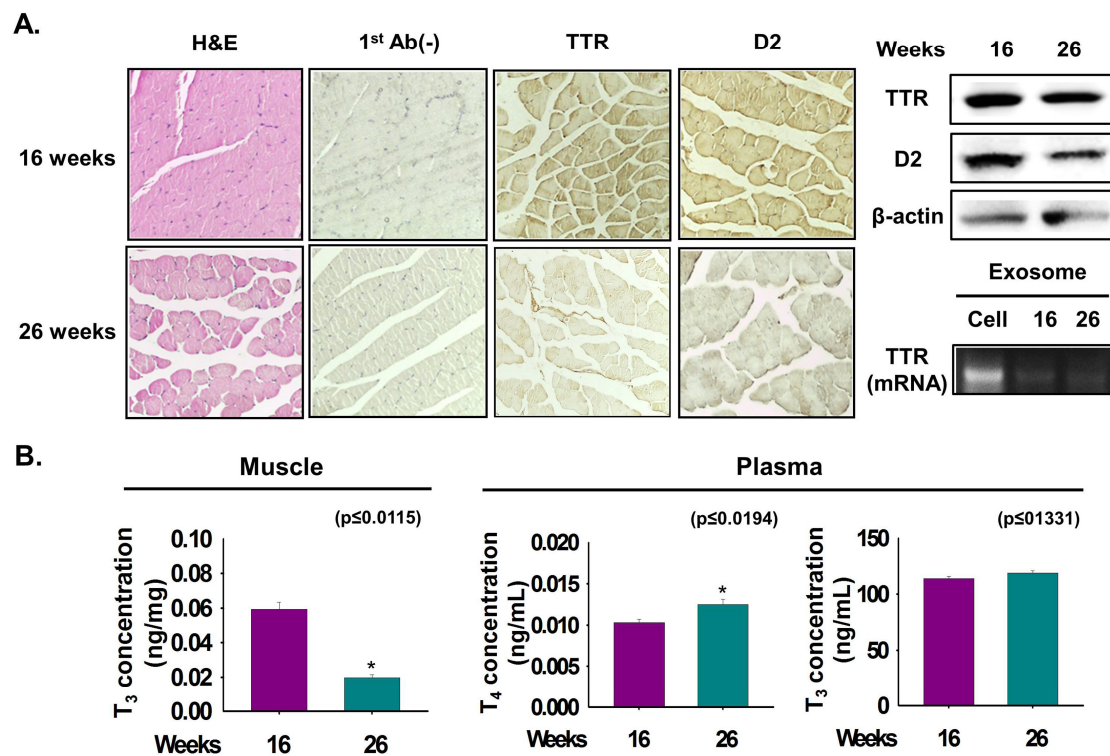 A.
H&E 1st Ab(-) TTR D2
16 weeks
26 weeks
Weeks 16 26
TTR
D2
β-actin
Exosome
Cell 16 26
TTR
(mRNA)
B.
Muscle
(p≤0.0115)
T3 concentration
(ng/mg)
0.10
0.08
0.06
0.04
0.02
0.00
*
Weeks 16 26
Plasma
(p≤0.0194)
T4 concentration
(ng/mL)
0.020
0.015
0.010
0.005
0.000
*
Weeks 16 26
(p≤01331)
T3 concentration
(ng/mL)
150
100
50
0
Weeks 16 26